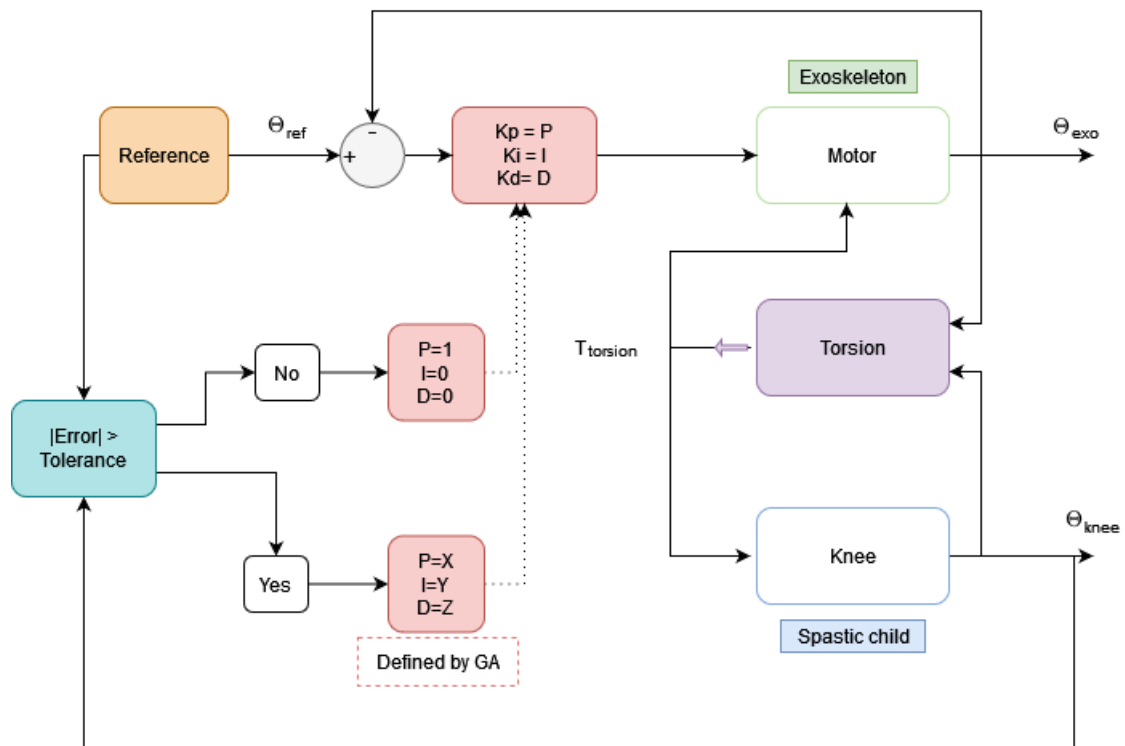 Exoskeleton
Reference
Θref
-
+
Kp = P
Ki = I
Kd= D
Motor
Θexo
P=1
I=0
D=0
No
Ttorsion
Torsion
|Error| >
Tolerance
Θknee
Yes
P=X
I=Y
D=Z
Knee
Spastic child
Defined by GA